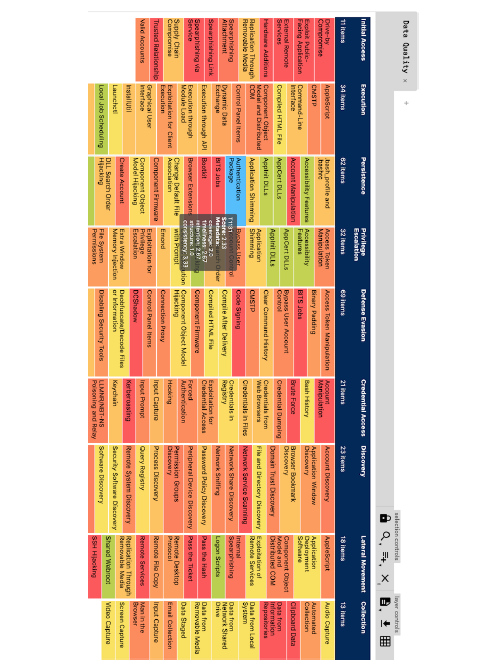 Data Quality × +
selection controls
layer controls
Initial Access
11 items
Drive-by
Compromise
Exploit Public-
Facing Application
External Remote
Services
Hardware Additions
Replication Through
Removable Media
Spearphishing
Attachment
Spearphishing Link
Spearphishing via
Service
Supply Chain
Compromise
Trusted Relationship
Valid Accounts
Execution
34 items
AppleScript
CMSTP
Command-Line
Interface
Compiled HTML File
Component Object
Model and Distributed
COM
Control Panel Items
Dynamic Data
Exchange
Execution through API
Execution through
Module Load
Exploitation for Client
Execution
Graphical User
Interface
InstallUtil
Launchctl
Local Job Scheduling
Persistence
62 items
.bash_profile and
.bashrc
Accessibility Features
Account Manipulation
AppCert DLLs
AppInit DLLs
Application Shimming
Authentication
Package
BITS Jobs
Bootkit
Browser Extensions
Change Default File
Association
Component Firmware
Component Object
Model Hijacking
Create Account
DLL Search Order
Hijacking
Privilege
Escalation
32 items
Access Token
Manipulation
Accessibility
Features
AppCert DLLs
AppInit DLLs
Application
Shimming
Bypass User
with Prompt
Emond
Exploitation for
Privilege
Escalation
Extra Window
Memory Injection
File System
Permissions
Defense Evasion
69 items
Access Token Manipulation
Binary Padding
BITS Jobs
Bypass User Account
Control
Clear Command History
CMSTP
Code Signing
Compile After Delivery
Compiled HTML File
Component Firmware
Component Object Model
Hijacking
Connection Proxy
Control Panel Items
DCShadow
Deobfuscate/Decode Files
or Information
Disabling Security Tools
Credential Access
21 items
Account
Manipulation
Bash History
Brute Force
Credential Dumping
Credentials from
Web Browsers
Credentials in Files
Credentials in
Registry
Exploitation for
Credential Access
Forced
Authentication
Hooking
Input Capture
Input Prompt
Kerberoasting
Keychain
LLMNR/NBT-NS
Poisoning and Relay
Discovery
23 items
Account Discovery
Application Window
Discovery
Browser Bookmark
Discovery
Domain Trust Discovery
File and Directory Discovery
Network Service Scanning
Network Share Discovery
Network Sniffing
Password Policy Discovery
Peripheral Device Discovery
Permission Groups
Discovery
Process Discovery
Query Registry
Remote System Discovery
Security Software Discovery
Software Discovery
Lateral Movement
18 items
AppleScript
Application
Deployment
Software
Component Object
Model and
Distributed COM
Exploitation of
Remote Services
Internal
Spearphishing
Logon Scripts
Pass the Hash
Pass the Ticket
Remote Desktop
Protocol
Remote File Copy
Remote Services
Replication Through
Removable Media
Shared Webroot
SSH Hijacking
Collection
13 items
Audio Capture
Automated
Collection
Clipboard Data
Data from
Information
Repositories
Data from Local
System
Data from
Network Shared
Drive
Data from
Removable Media
Data Staged
Email Collection
Input Capture
Man in the
Browser
Screen Capture
Video Capture